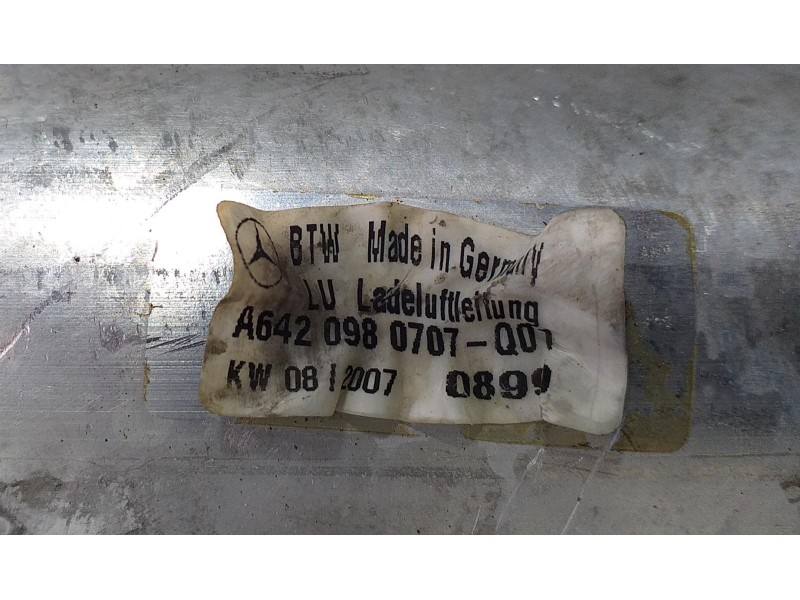 BTW Made in Germany
LU Ladeluftleitung
A642 098 0707-Q01
KW 08 | 2007 0899